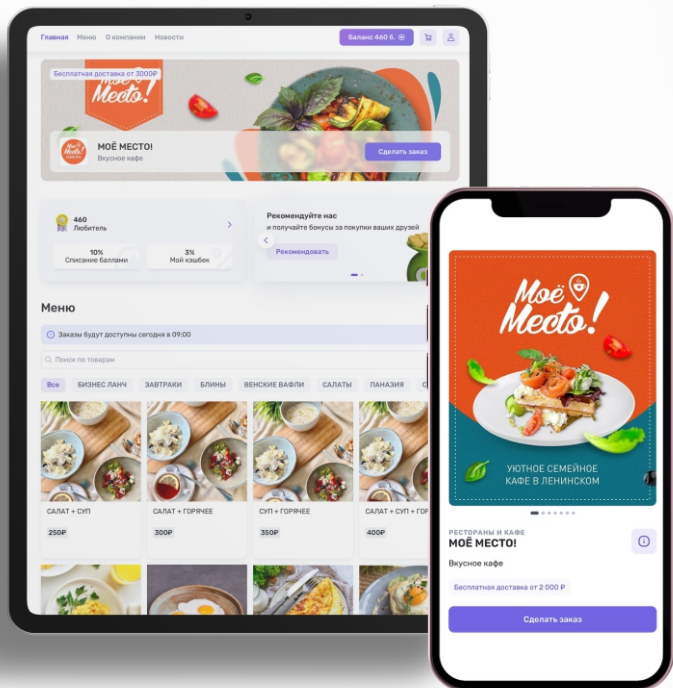 Главная Меню О компании Новости
Баланс 460 Б.
Бесплатная доставка от 3000₽
Моё
Место!
МОЁ МЕСТО!
Вкусное кафе
Сделать заказ
460
Любитель
10%
Списание баллами
3%
Мой кэшбек
Рекомендуйте нас
и получайте бонусы за покупки ваших друзей
Рекомендовать
Меню
Заказы будут доступны сегодня в 09:00
Поиск по товарам
Все БИЗНЕС ЛАНЧ ЗАВТРАКИ БЛИНЫ ВЕНСКИЕ ВАФЛИ САЛАТЫ ПАНАЗИЯ
САЛАТ + СУП
250₽
САЛАТ + ГОРЯЧЕЕ
300₽
СУП + ГОРЯЧЕЕ
350₽
САЛАТ + СУП + ГОР
400₽
Моё
Место!
УЮТНОЕ СЕМЕЙНОЕ
КАФЕ В ЛЕНИНСКОМ
РЕСТОРАНЫ И КАФЕ
МОЁ МЕСТО!
Вкусное кафе
Бесплатная доставка от 2 000 ₽
Сделать заказ